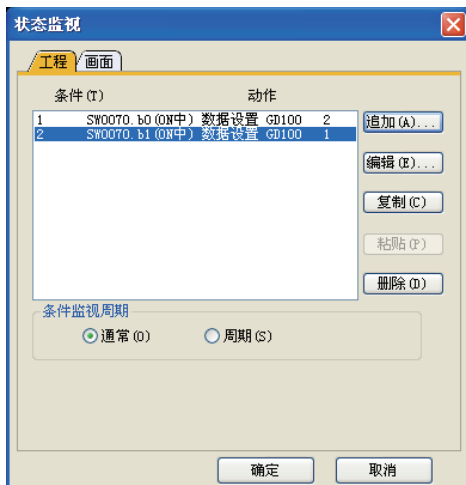 状态监视
工程 画面
条件(T) 动作
1 SW0070.b0(ON中) 数据设置 GD100 2
2 SW0070.b1(ON中) 数据设置 GD100 1
追加(A)...
编辑(E)...
复制(C)
粘贴(P)
删除(D)
条件监视周期
通常(O) 周期(S)
确定 取消